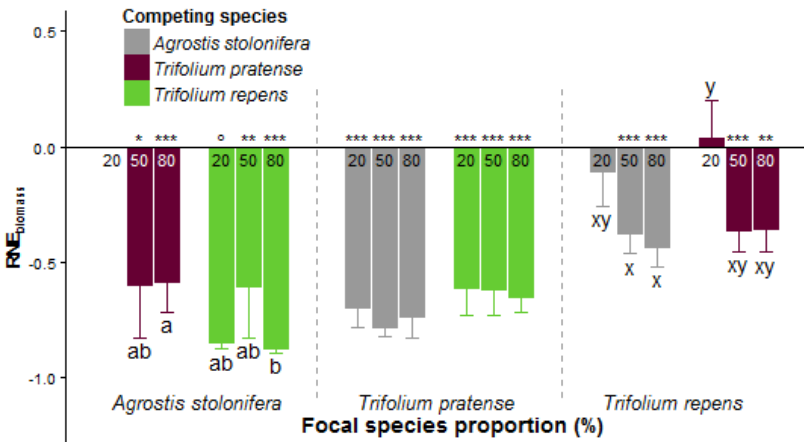 Competing species
Agrostis stolonifera
Trifolium pratense
Trifolium repens
0.5
0.0
-0.5
-1.0
RNEbiomass
* *** ° ** *** *** *** *** *** *** *** *** *** *** **
20 50 80 20 50 80 20 50 80 20 50 80 20 50 80 20 50 80
y
ab a ab ab b xy x x xy xy
Agrostis stolonifera Trifolium pratense Trifolium repens
Focal species proportion (%)